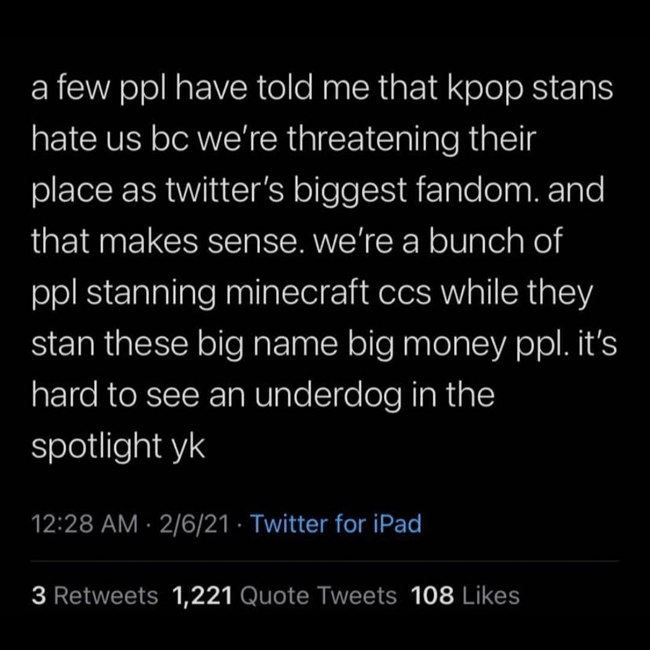 a few ppl have told me that kpop stans
hate us bc we're threatening their
place as twitter's biggest fandom. and
that makes sense. we're a bunch of
ppl stanning minecraft ccs while they
stan these big name big money ppl. it's
hard to see an underdog in the
spotlight yk
12:28 AM · 2/6/21 · Twitter for iPad
3 Retweets 1,221 Quote Tweets 108 Likes